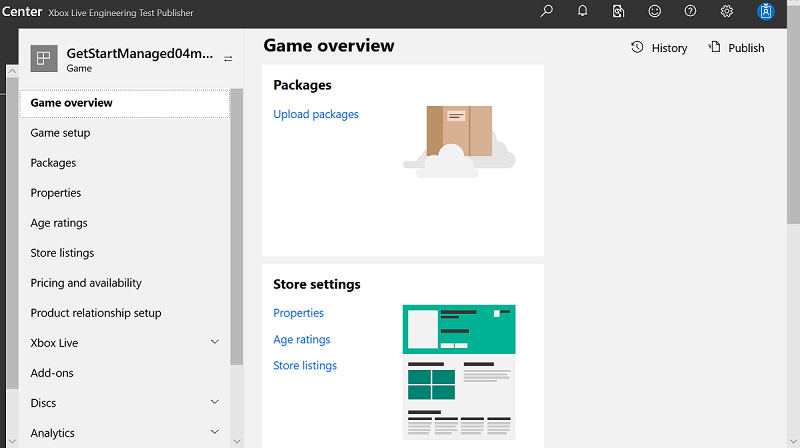 Center Xbox Live Engineering Test Publisher
GetStartManaged04m...
Game
Game overview
Game setup
Packages
Properties
Age ratings
Store listings
Pricing and availability
Product relationship setup
Xbox Live
Add-ons
Discs
Analytics
Game overview
History
Publish
Packages
Upload packages
Store settings
Properties
Age ratings
Store listings